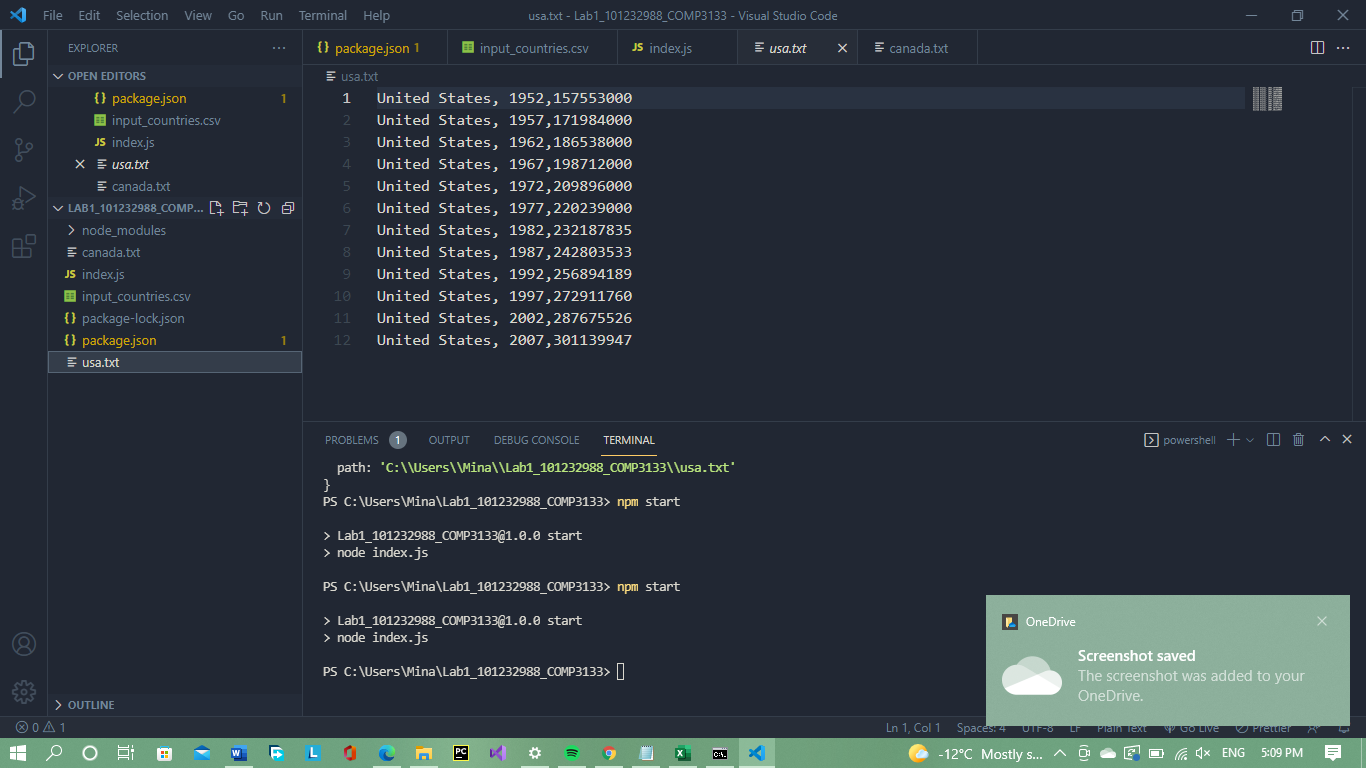 File Edit Selection View Go Run Terminal Help
usa.txt - Lab1_101232988_COMP3133 - Visual Studio Code
EXPLORER
OPEN EDITORS
package.json 1
input_countries.csv
JS index.js
usa.txt
canada.txt
LAB1_101232988_COMP...
node_modules
canada.txt
JS index.js
input_countries.csv
{} package-lock.json
{} package.json 1
usa.txt
OUTLINE
{} package.json 1
input_countries.csv
JS index.js
usa.txt
canada.txt
usa.txt
1 United States, 1952,157553000
2 United States, 1957,171984000
3 United States, 1962,186538000
4 United States, 1967,198712000
5 United States, 1972,209896000
6 United States, 1977,220239000
7 United States, 1982,232187835
8 United States, 1987,242803533
9 United States, 1992,256894189
10 United States, 1997,272911760
11 United States, 2002,287675526
12 United States, 2007,301139947
PROBLEMS 1 OUTPUT DEBUG CONSOLE TERMINAL
powershell
path: 'C:\\Users\\Mina\\Lab1_101232988_COMP3133\\usa.txt'
}
PS C:\Users\Mina\Lab1_101232988_COMP3133> npm start
> Lab1_101232988_COMP3133@1.0.0 start
> node index.js
PS C:\Users\Mina\Lab1_101232988_COMP3133> npm start
> Lab1_101232988_COMP3133@1.0.0 start
> node index.js
PS C:\Users\Mina\Lab1_101232988_COMP3133>
OneDrive
Screenshot saved
The screenshot was added to your
OneDrive.
0 1
Ln 1, Col 1 Spaces: 4 UTF-8 LF Plain Text Go Live Prettier
-12°C Mostly s... ENG 5:09 PM